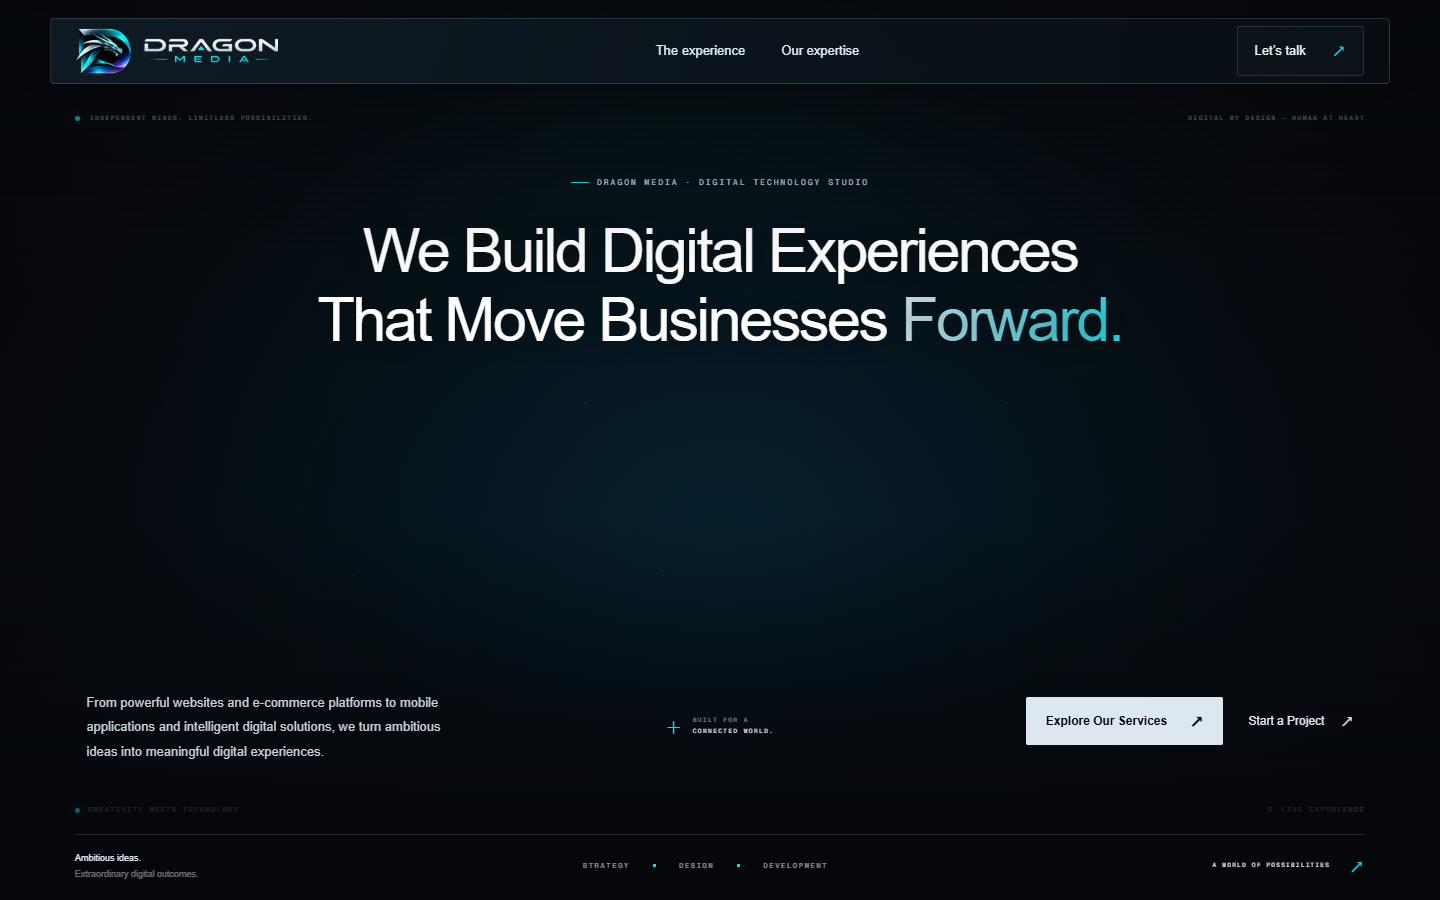 DRAGON
MEDIA
The experience
Our expertise
Let's talk
INDEPENDENT MINDS. LIMITLESS POSSIBILITIES.
DIGITAL BY DESIGN — HUMAN AT HEART
DRAGON MEDIA · DIGITAL TECHNOLOGY STUDIO
We Build Digital Experiences
That Move Businesses Forward.
From powerful websites and e-commerce platforms to mobile
applications and intelligent digital solutions, we turn ambitious
ideas into meaningful digital experiences.
BUILT FOR A
CONNECTED WORLD.
Explore Our Services
Start a Project
CREATIVITY MEETS TECHNOLOGY
LIVE EXPERIENCE
Ambitious ideas.
Extraordinary digital outcomes.
STRATEGY
DESIGN
DEVELOPMENT
A WORLD OF POSSIBILITIES